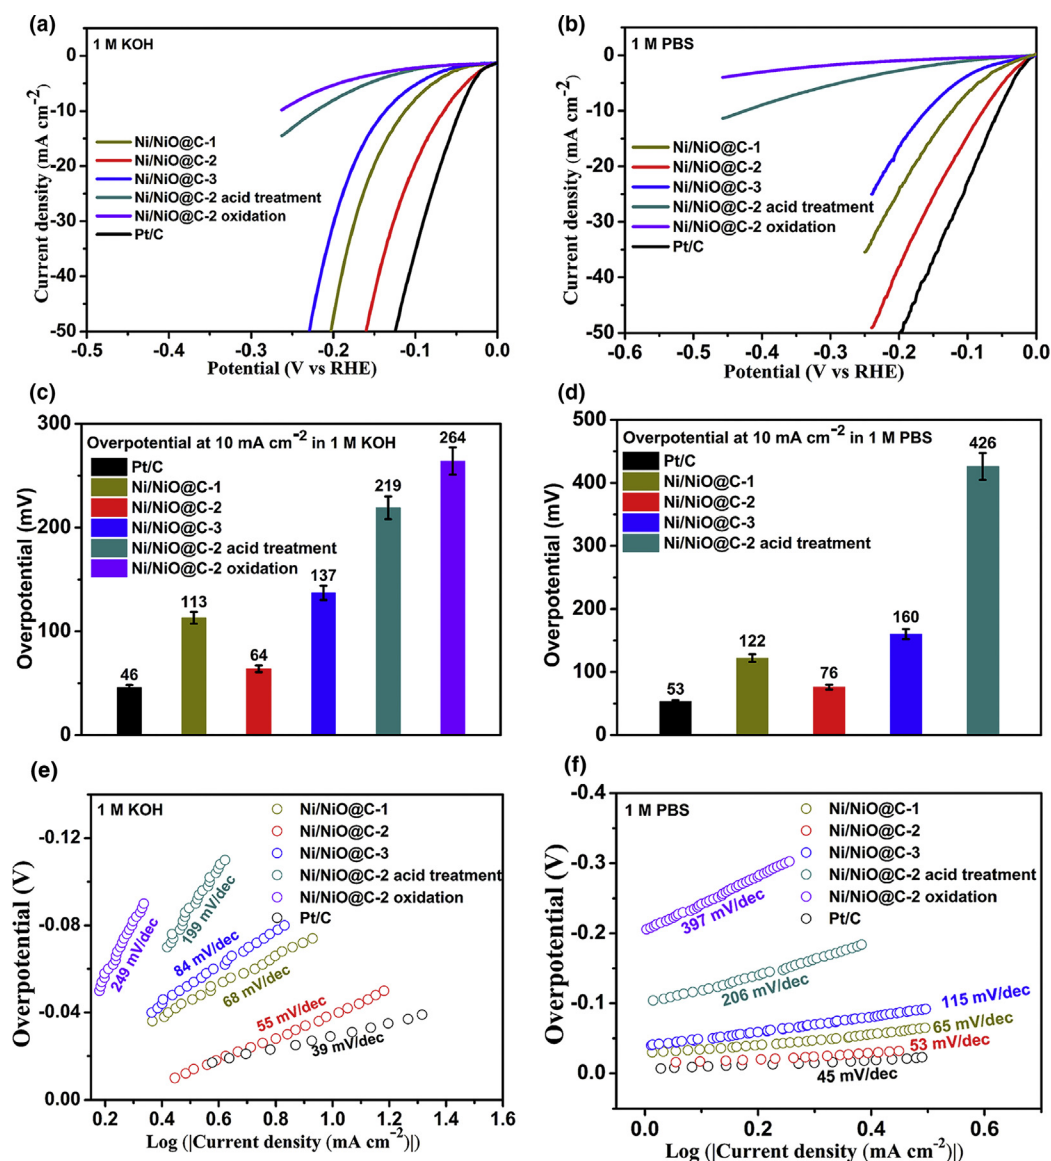 (a)
1 M KOH
0
-10
-20
-30
-40
-50
Current density (mA cm⁻²)
Ni/NiO@C-1
Ni/NiO@C-2
Ni/NiO@C-3
Ni/NiO@C-2 acid treatment
Ni/NiO@C-2 oxidation
Pt/C
-0.5 -0.4 -0.3 -0.2 -0.1 0.0
Potential (V vs RHE)
(b)
1 M PBS
0
-10
-20
-30
-40
-50
Current density (mA cm⁻²)
Ni/NiO@C-1
Ni/NiO@C-2
Ni/NiO@C-3
Ni/NiO@C-2 acid treatment
Ni/NiO@C-2 oxidation
Pt/C
-0.6 -0.5 -0.4 -0.3 -0.2 -0.1 0.0
Potential (V vs RHE)
(c)
300
200
100
0
Overpotential (mV)
Overpotential at 10 mA cm⁻² in 1 M KOH
Pt/C
Ni/NiO@C-1
Ni/NiO@C-2
Ni/NiO@C-3
Ni/NiO@C-2 acid treatment
Ni/NiO@C-2 oxidation
46
113
64
137
219
264
(d)
500
400
300
200
100
0
Overpotential (mV)
Overpotential at 10 mA cm⁻² in 1 M PBS
Pt/C
Ni/NiO@C-1
Ni/NiO@C-2
Ni/NiO@C-3
Ni/NiO@C-2 acid treatment
53
122
76
160
426
(e)
1 M KOH
-0.12
-0.08
-0.04
0.00
Overpotential (V)
Ni/NiO@C-1
Ni/NiO@C-2
Ni/NiO@C-3
Ni/NiO@C-2 acid treatment
Ni/NiO@C-2 oxidation
Pt/C
249 mV/dec
199 mV/dec
84 mV/dec
68 mV/dec
55 mV/dec
39 mV/dec
0.2 0.4 0.6 0.8 1.0 1.2 1.4 1.6
Log (|Current density (mA cm⁻²)|)
(f)
1 M PBS
-0.4
-0.3
-0.2
-0.1
0.0
Overpotential (V)
Ni/NiO@C-1
Ni/NiO@C-2
Ni/NiO@C-3
Ni/NiO@C-2 acid treatment
Ni/NiO@C-2 oxidation
Pt/C
397 mV/dec
206 mV/dec
115 mV/dec
65 mV/dec
53 mV/dec
45 mV/dec
0.0 0.2 0.4 0.6
Log (|Current density (mA cm⁻²)|)